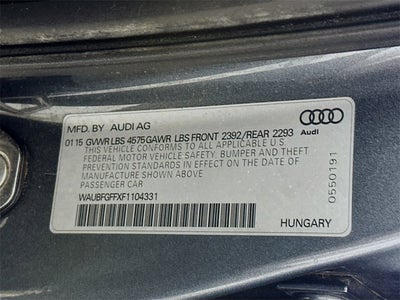 MFD. BY AUDI AG
01 15 GVWR LBS 4575 GAWR LBS FRONT 2392/REAR 2293
THIS VEHICLE CONFORMS TO ALL APPLICABLE U.S
FEDERAL MOTOR VEHICLE SAFETY, BUMPER AND THEFT
PREVENTION STANDARDS IN EFFECT ON THE DATE OF
MANUFACTURE SHOWN ABOVE.
PASSENGER CAR
WAUBFGFFXF1104331
Audi
0550191
HUNGARY